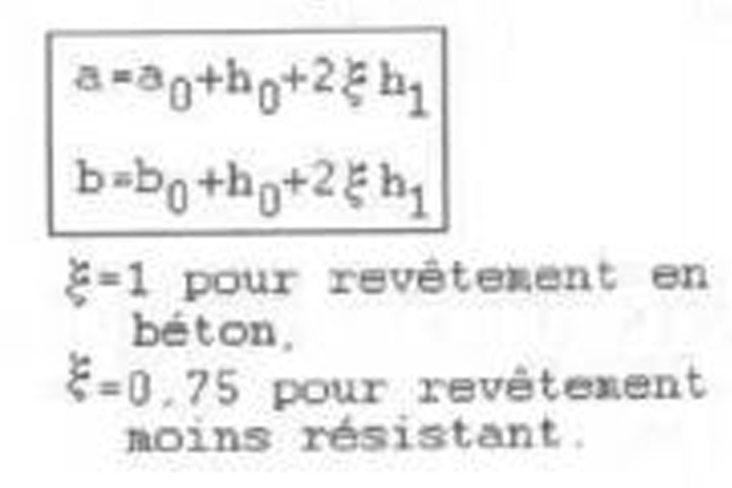 a=a₀+h₀+2ξh₁
b=b₀+h₀+2ξh₁
ξ=1 pour revêtement en
béton.
ξ=0.75 pour revêtement
moins résistant.